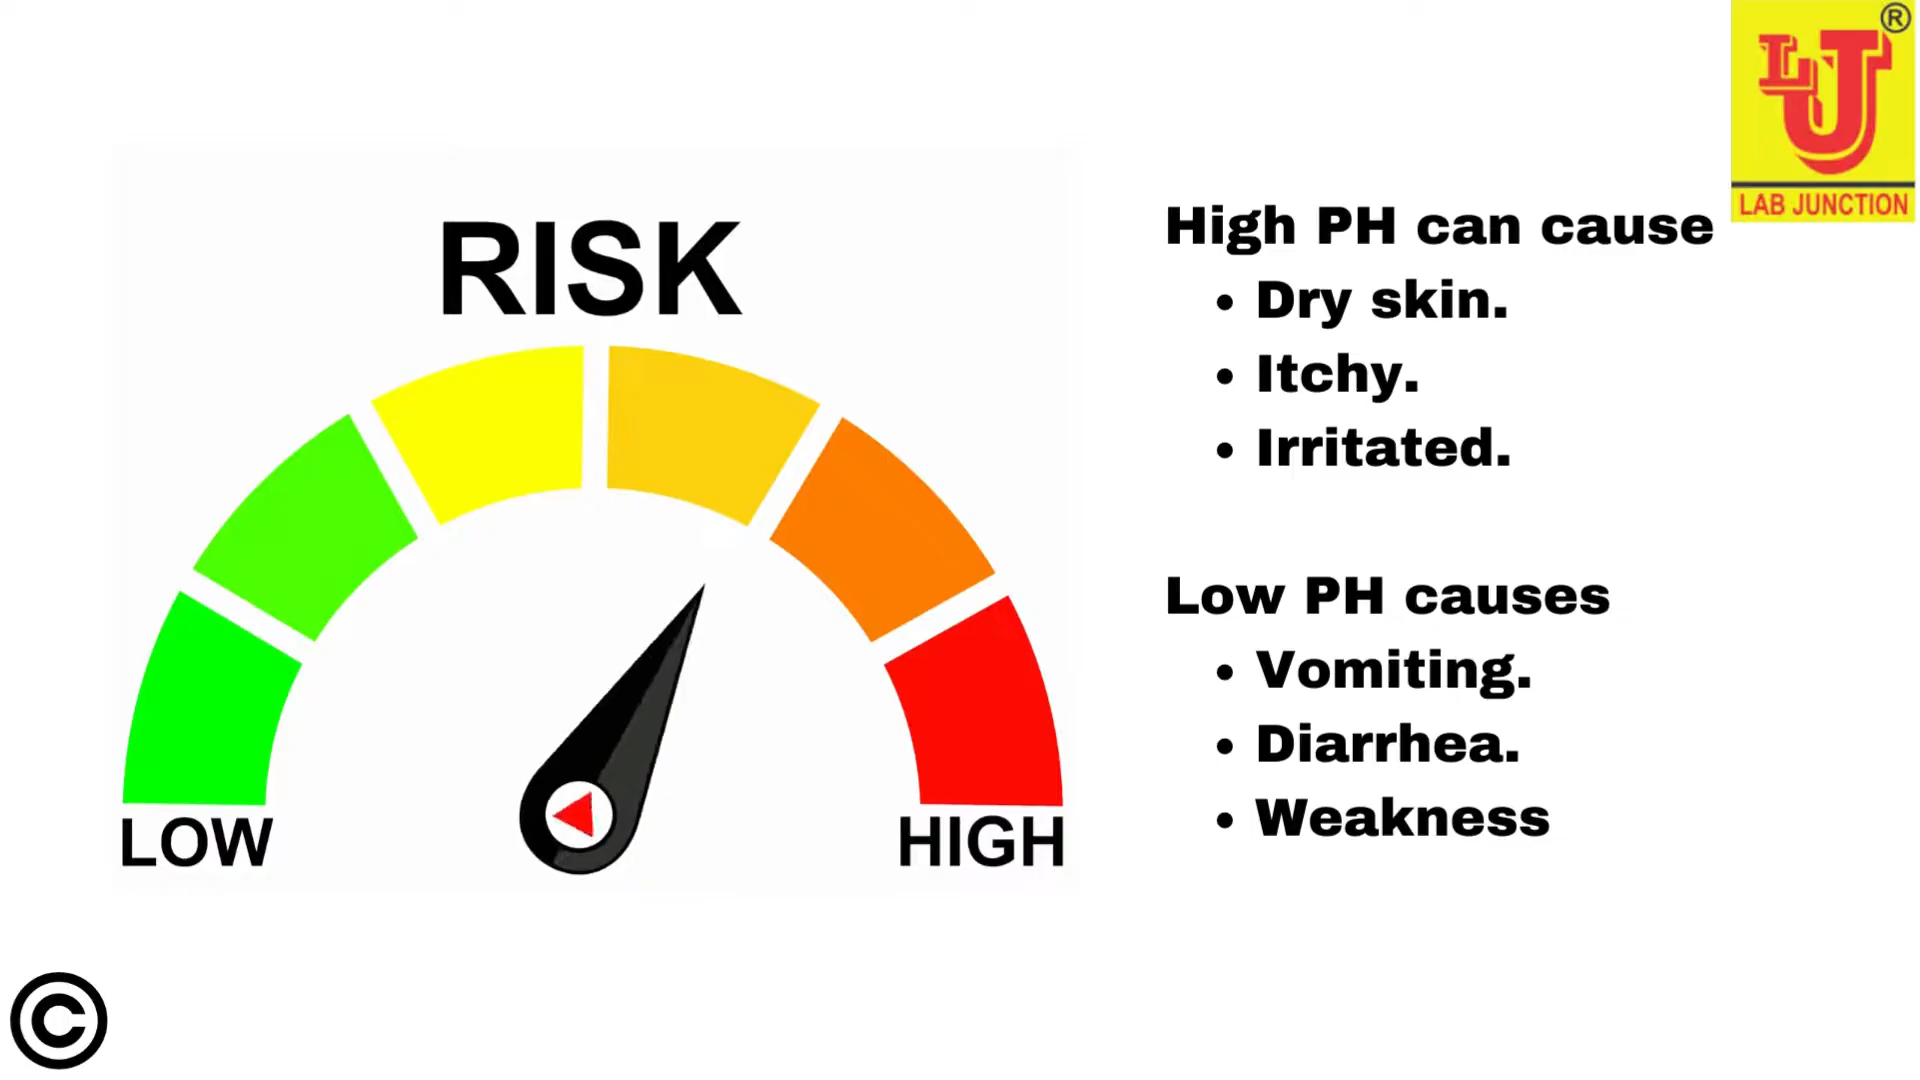 RISK
LOW
HIGH
High PH can cause
• Dry skin.
• Itchy.
• Irritated.
Low PH causes
• Vomiting.
• Diarrhea.
• Weakness
LJ
®
LAB JUNCTION
©